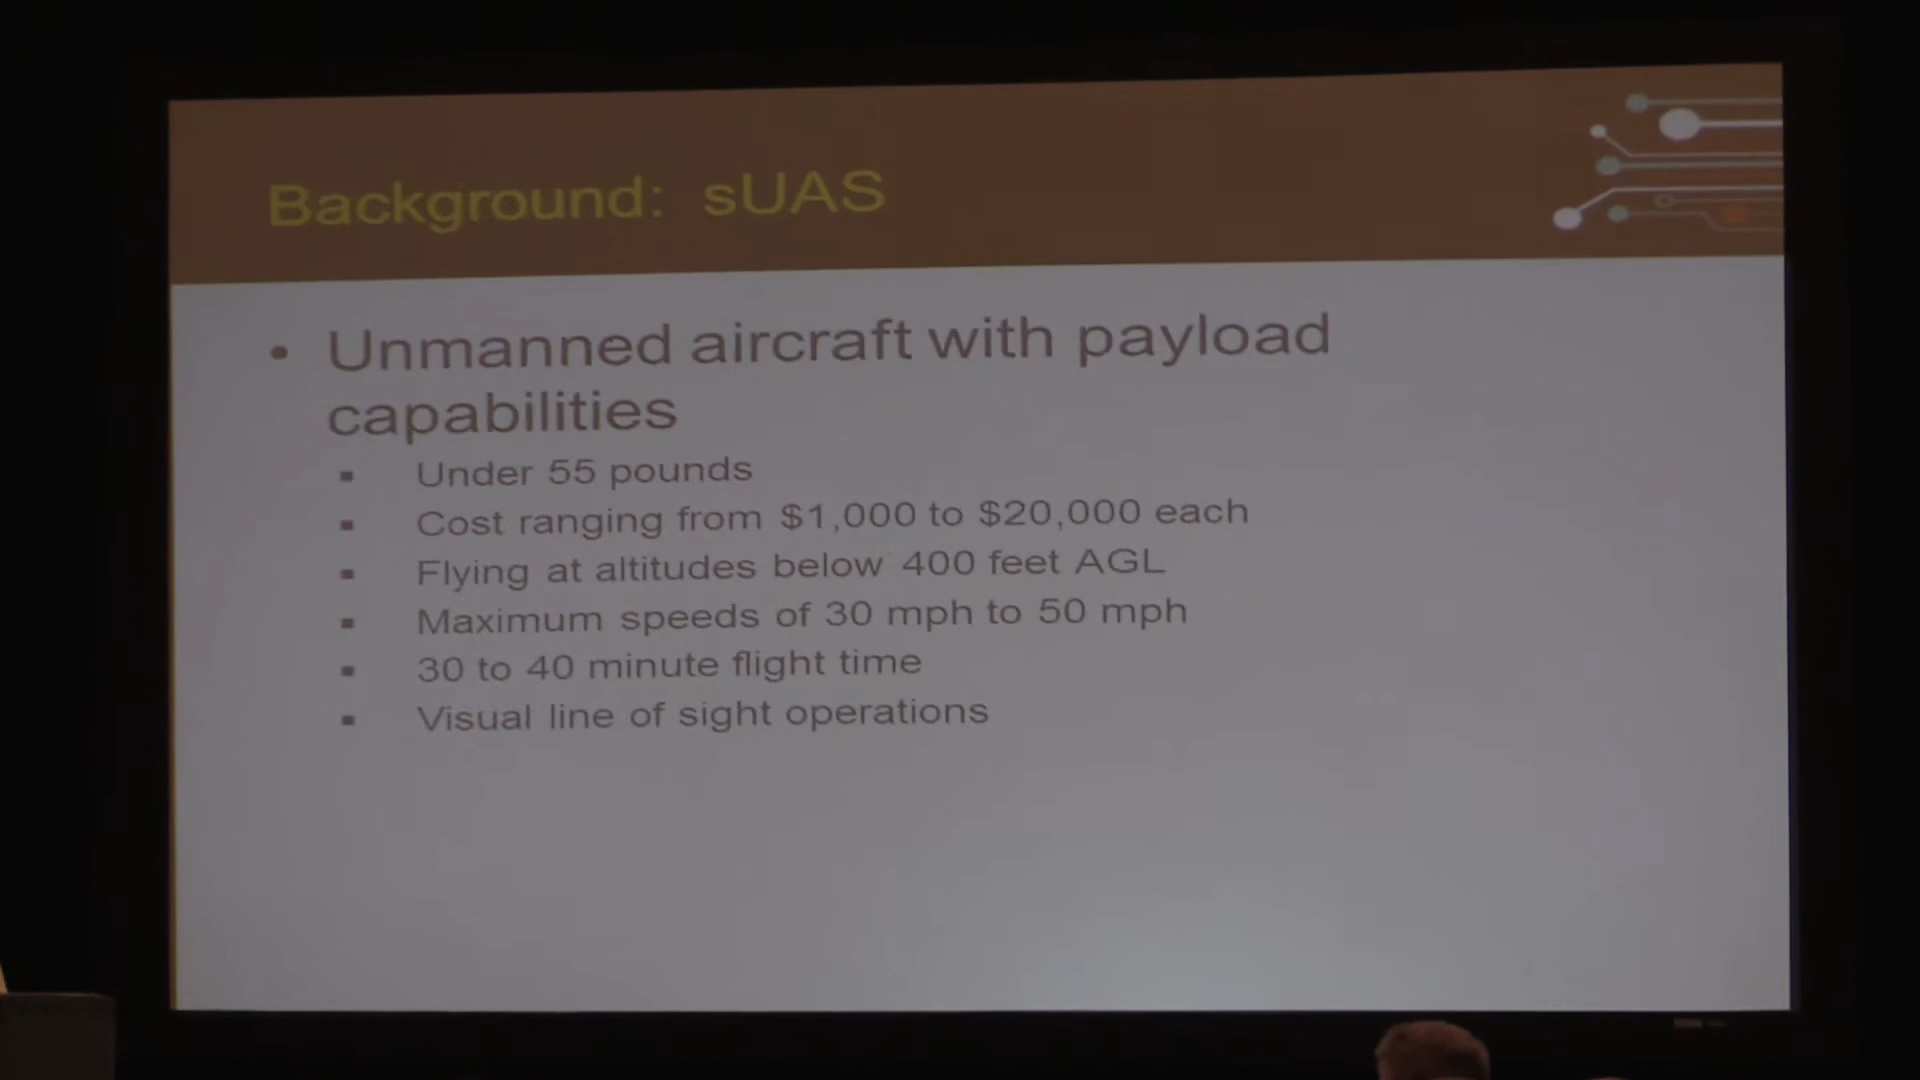 Background: sUAS
• Unmanned aircraft with payload
capabilities
▪ Under 55 pounds
▪ Cost ranging from $1,000 to $20,000 each
▪ Flying at altitudes below 400 feet AGL
▪ Maximum speeds of 30 mph to 50 mph
▪ 30 to 40 minute flight time
▪ Visual line of sight operations